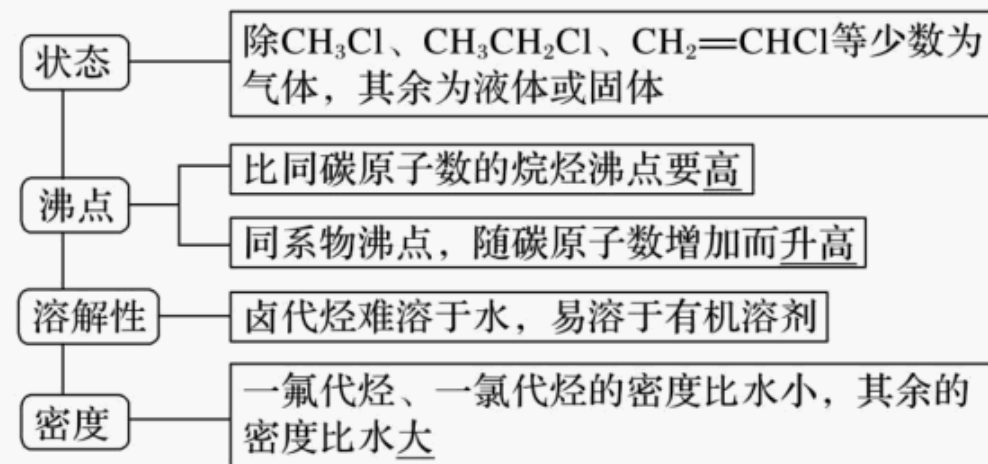 状态
除CH₃Cl、CH₃CH₂Cl、CH₂=CHCl等少数为
气体，其余为液体或固体
沸点
比同碳原子数的烷烃沸点要高
同系物沸点，随碳原子数增加而升高
溶解性
卤代烃难溶于水，易溶于有机溶剂
密度
一氟代烃、一氯代烃的密度比水小，其余的
密度比水大